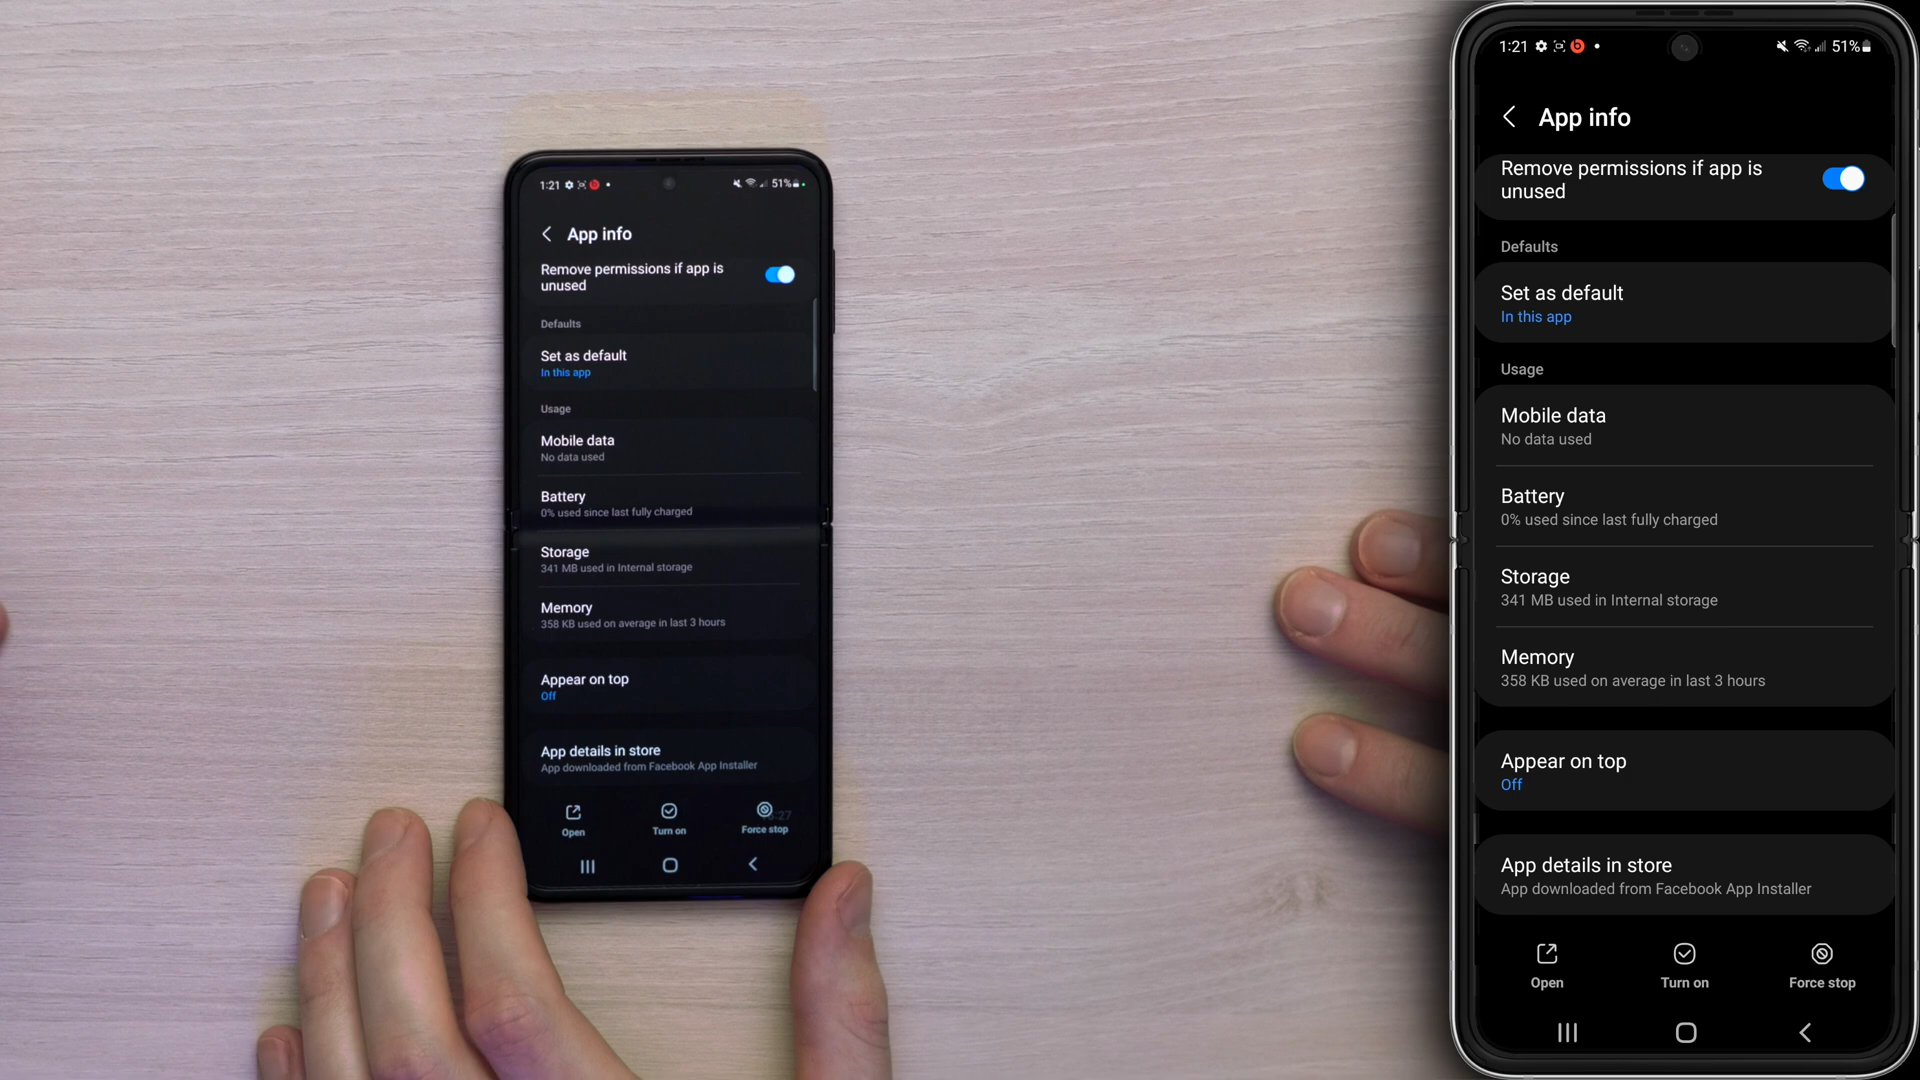 1:21
51%
App info
Remove permissions if app is
unused
Defaults
Set as default
In this app
Usage
Mobile data
No data used
Battery
0% used since last fully charged
Storage
341 MB used in Internal storage
Memory
358 KB used on average in last 3 hours
Appear on top
Off
App details in store
App downloaded from Facebook App Installer
Open
Turn on
Force stop
1:21
51%
App info
Remove permissions if app is
unused
Defaults
Set as default
In this app
Usage
Mobile data
No data used
Battery
0% used since last fully charged
Storage
341 MB used in Internal storage
Memory
358 KB used on average in last 3 hours
Appear on top
Off
App details in store
App downloaded from Facebook App Installer
Open
Turn on
Force stop